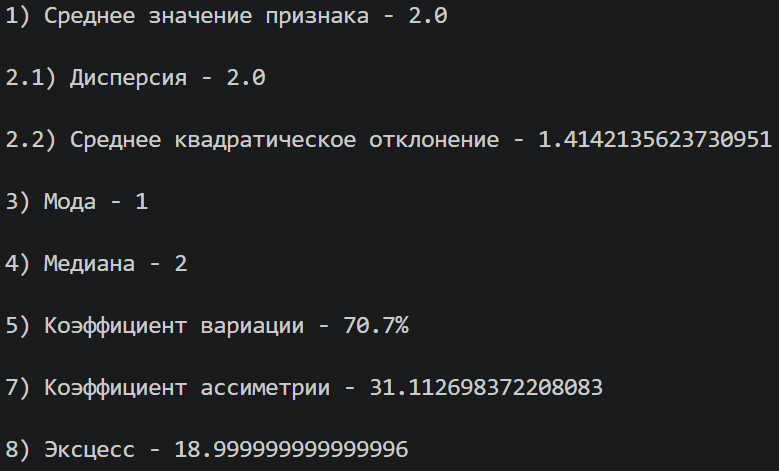 1) Среднее значение признака - 2.0
2.1) Дисперсия - 2.0
2.2) Среднее квадратическое отклонение - 1.4142135623730951
3) Мода - 1
4) Медиана - 2
5) Коэффициент вариации - 70.7%
7) Коэффициент ассиметрии - 31.112698372208083
8) Эксцесс - 18.999999999999996